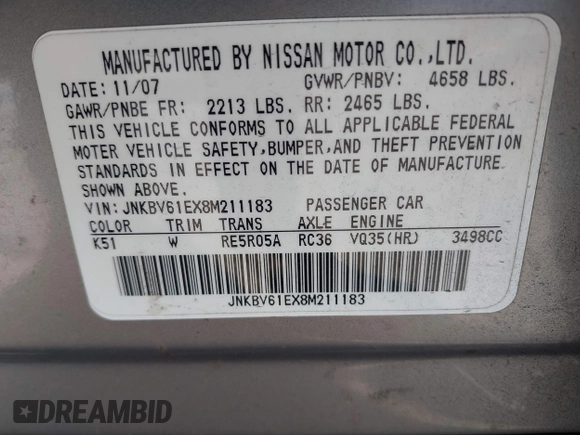 MANUFACTURED BY NISSAN MOTOR CO.,LTD.
DATE: 11/07 GVWR/PNBV: 4658 LBS.
GAWR/PNBE FR: 2213 LBS. RR: 2465 LBS.
THIS VEHICLE CONFORMS TO ALL APPLICABLE FEDERAL
MOTER VEHICLE SAFETY,BUMPER,AND THEFT PREVENTION
STANDARDS IN EFFECT ON THE DATE OF MANUFACTURE
SHOWN ABOVE.
VIN: JNKBV61EX8M211183 PASSENGER CAR
COLOR TRIM TRANS AXLE ENGINE
K51 W RE5R05A RC36 VQ35(HR) 3498CC
JNKBV61EX8M211183
DREAMBID